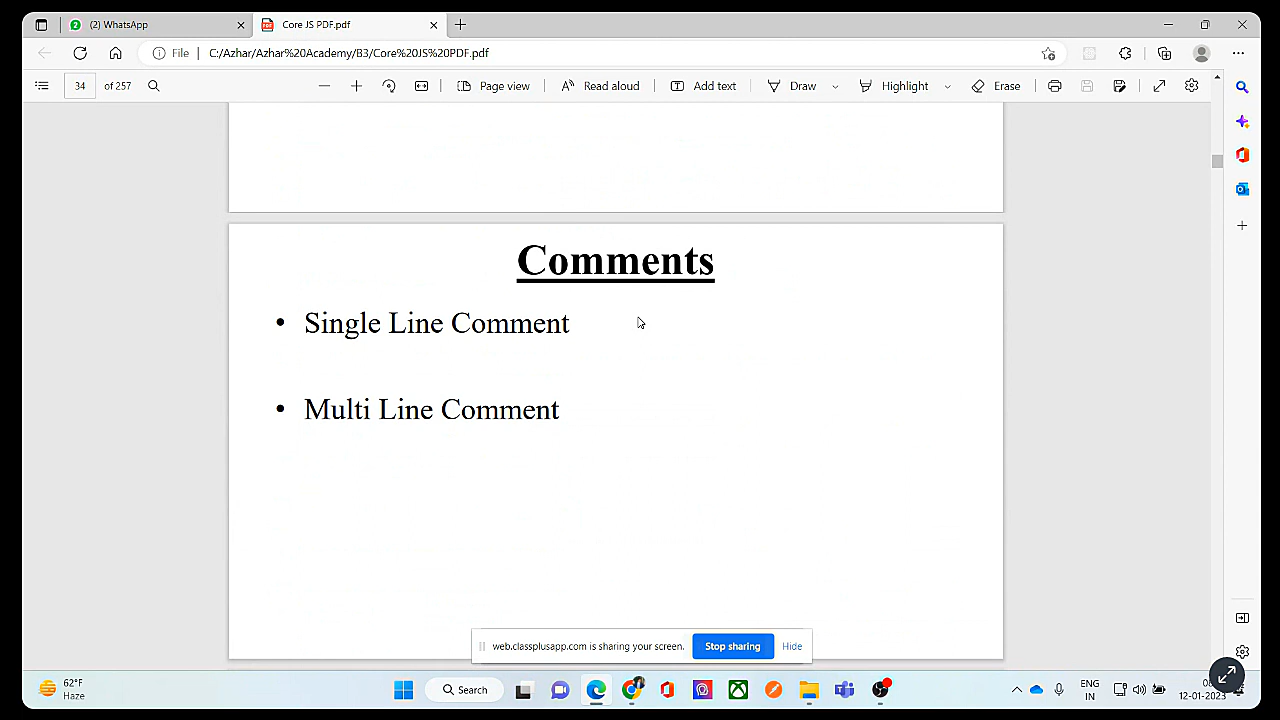 (2) WhatsApp
Core JS PDF.pdf
File
C:/Azhar/Azhar%20Academy/B3/Core%20JS%20PDF.pdf
34 of 257
Page view
Read aloud
Add text
Draw
Highlight
Erase
Comments
• Single Line Comment
• Multi Line Comment
web.classplusapp.com is sharing your screen.
Stop sharing
Hide
62°F
Haze
Search
ENG
IN
12-01-2023